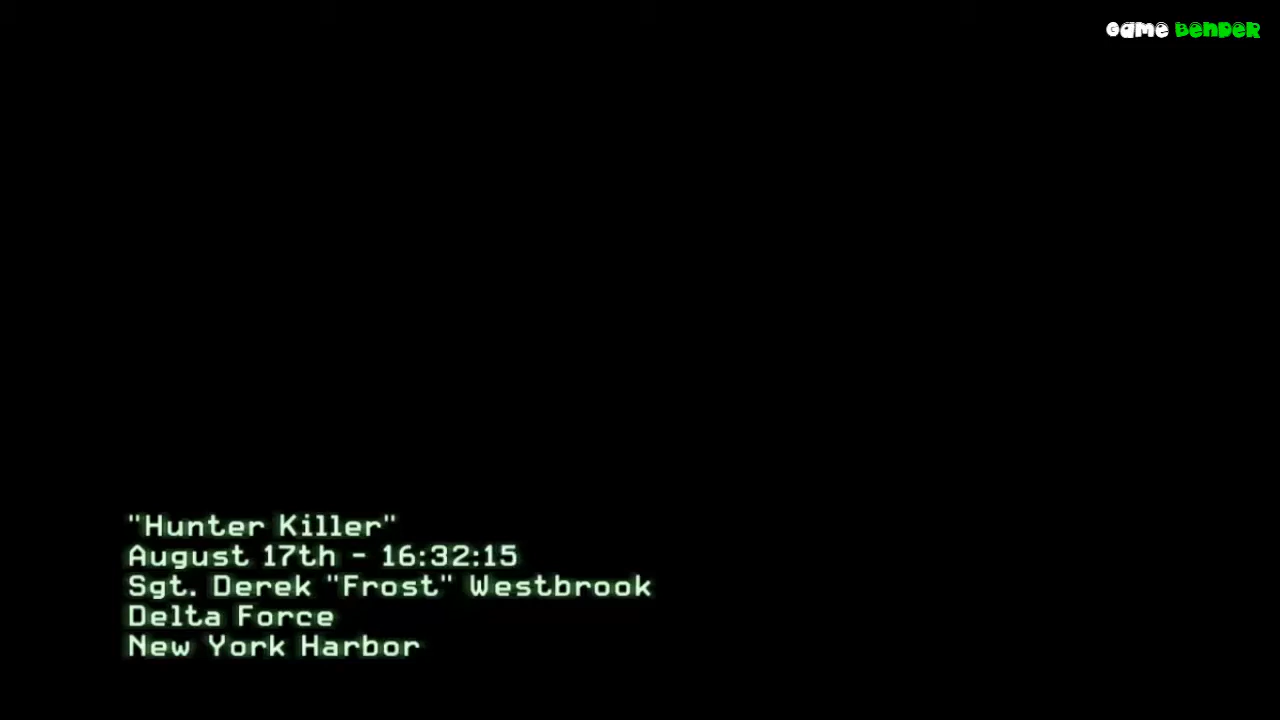 Game Bender
"Hunter Killer"
August 17th - 16:32:15
Sgt. Derek "Frost" Westbrook
Delta Force
New York Harbor